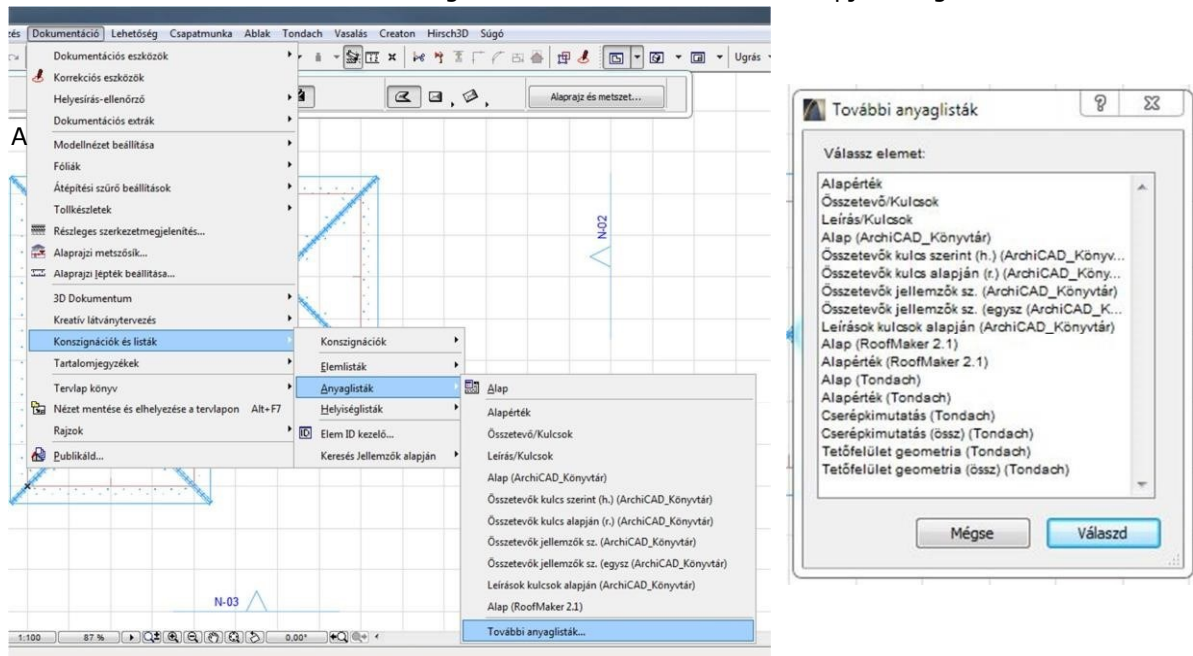 Dokumentáció Lehetőség Csapatmunka Ablak Tondach Vasalás Creaton Hirsch3D Súgó
Dokumentációs eszközök
Korrekciós eszközök
Helyesírás-ellenőrző
Dokumentációs extrák
Modellnézet beállítása
Fóliák
Átépítési szűrő beállítások
Tollkészletek
Részleges szerkezetmegjelenítés...
Alaprajzi metszősík...
Alaprajzi lépték beállítása...
3D Dokumentum
Kreatív látványtervezés
Konszignációk és listák
Tartalomjegyzékek
Tervlap könyv
Nézet mentése és elhelyezése a tervlapon Alt+F7
Rajzok
Publikáld...
Ugrás
Alaprajz és metszet...
A
N-02
Konszignációk
Elemlisták
Anyaglisták
Helyiséglisták
Elem ID kezelő...
Keresés Jellemzők alapján
Alap
Alapérték
Összetevő/Kulcsok
Leírás/Kulcsok
Alap (ArchiCAD_Könyvtár)
Összetevők kulcs szerint (h.) (ArchiCAD_Könyvtár)
Összetevők kulcs alapján (r.) (ArchiCAD_Könyvtár)
Összetevők jellemzők sz. (ArchiCAD_Könyvtár)
Összetevők jellemzők sz. (egysz (ArchiCAD_Könyvtár)
Leírások kulcsok alapján (ArchiCAD_Könyvtár)
Alap (RoofMaker 2.1)
További anyaglisták...
N-03
1:100 87 % 0,00°
További anyaglisták
Válassz elemet:
Alapérték
Összetevő/Kulcsok
Leírás/Kulcsok
Alap (ArchiCAD_Könyvtár)
Összetevők kulcs szerint (h.) (ArchiCAD_Könyv...
Összetevők kulcs alapján (r.) (ArchiCAD_Köny...
Összetevők jellemzők sz. (ArchiCAD_Könyvtár)
Összetevők jellemzők sz. (egysz (ArchiCAD_K...
Leírások kulcsok alapján (ArchiCAD_Könyvtár)
Alap (RoofMaker 2.1)
Alapérték (RoofMaker 2.1)
Alap (Tondach)
Alapérték (Tondach)
Cserépkimutatás (Tondach)
Cserépkimutatás (össz) (Tondach)
Tetőfelület geometria (Tondach)
Tetőfelület geometria (össz) (Tondach)
Mégse Válaszd